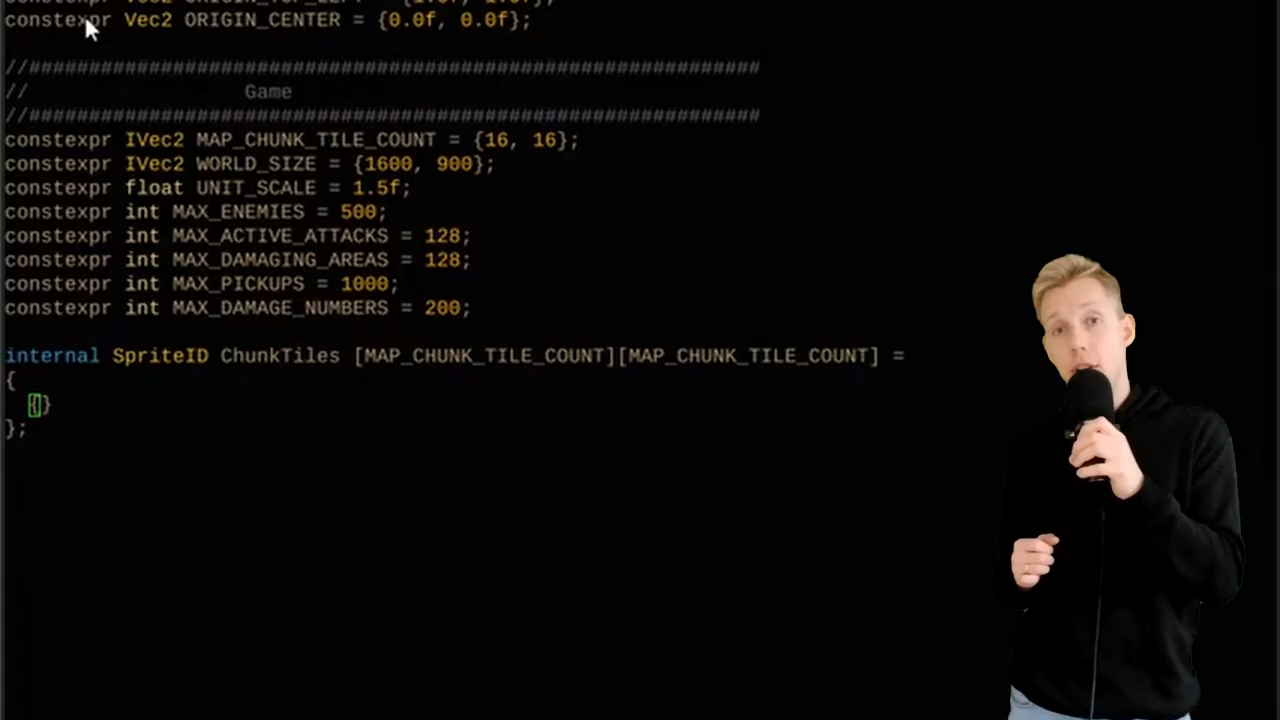 constexpr Vec2 ORIGIN_CENTER = {0.0f, 0.0f};
//##############################################################
// Game
//##############################################################
constexpr IVec2 MAP_CHUNK_TILE_COUNT = {16, 16};
constexpr IVec2 WORLD_SIZE = {1600, 900};
constexpr float UNIT_SCALE = 1.5f;
constexpr int MAX_ENEMIES = 500;
constexpr int MAX_ACTIVE_ATTACKS = 128;
constexpr int MAX_DAMAGING_AREAS = 128;
constexpr int MAX_PICKUPS = 1000;
constexpr int MAX_DAMAGE_NUMBERS = 200;
internal SpriteID ChunkTiles [MAP_CHUNK_TILE_COUNT][MAP_CHUNK_TILE_COUNT] =
{
{}
};